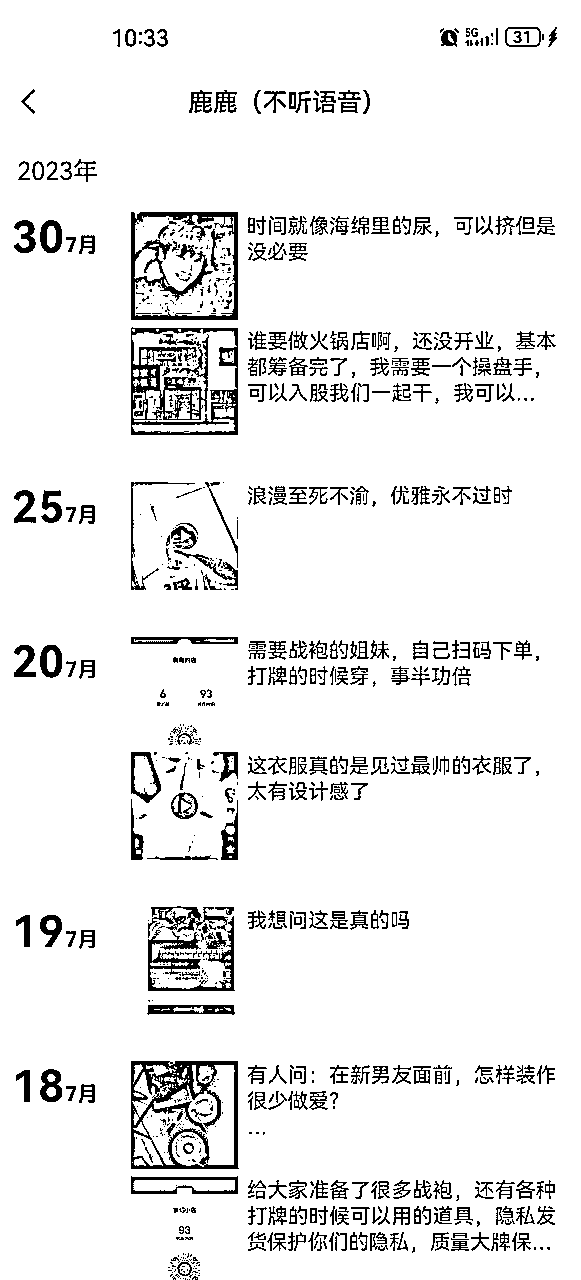 10:33
5G
31
鹿鹿（不听语音）
2023年
30 7月
时间就像海绵里的尿，可以挤但是
没必要
谁要做火锅店啊，还没开业，基本
都筹备完了，我需要一个操盘手，
可以入股我们一起干，我可以...
25 7月
浪漫至死不渝，优雅永不过时
20 7月
6
93
需要战袍的姐妹，自己扫码下单，
打牌的时候穿，事半功倍
这衣服真的是见过最帅的衣服了，
太有设计感了
19 7月
我想问这是真的吗
18 7月
有人问：在新男友面前，怎样装作
很少做爱？
...
93
给大家准备了很多战袍，还有各种
打牌的时候可以用的道具，隐私发
货保护你们的隐私，质量大牌保...